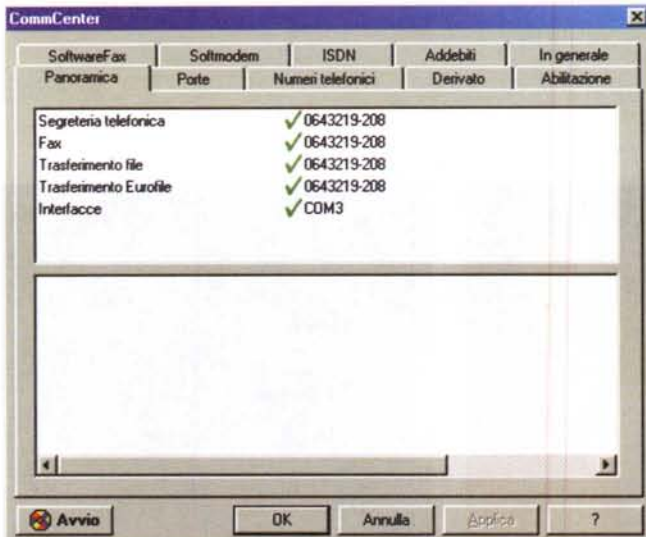 CommCenter
SoftwareFax Softmodem ISDN Addebiti In generale
Panoramica Porte Numeri telefonici Derivato Abilitazione
Segreteria telefonica 0643219-208
Fax 0643219-208
Trasferimento file 0643219-208
Trasferimento Eurofile 0643219-208
Interfacce COM3
Avvio OK Annulla Applica ?